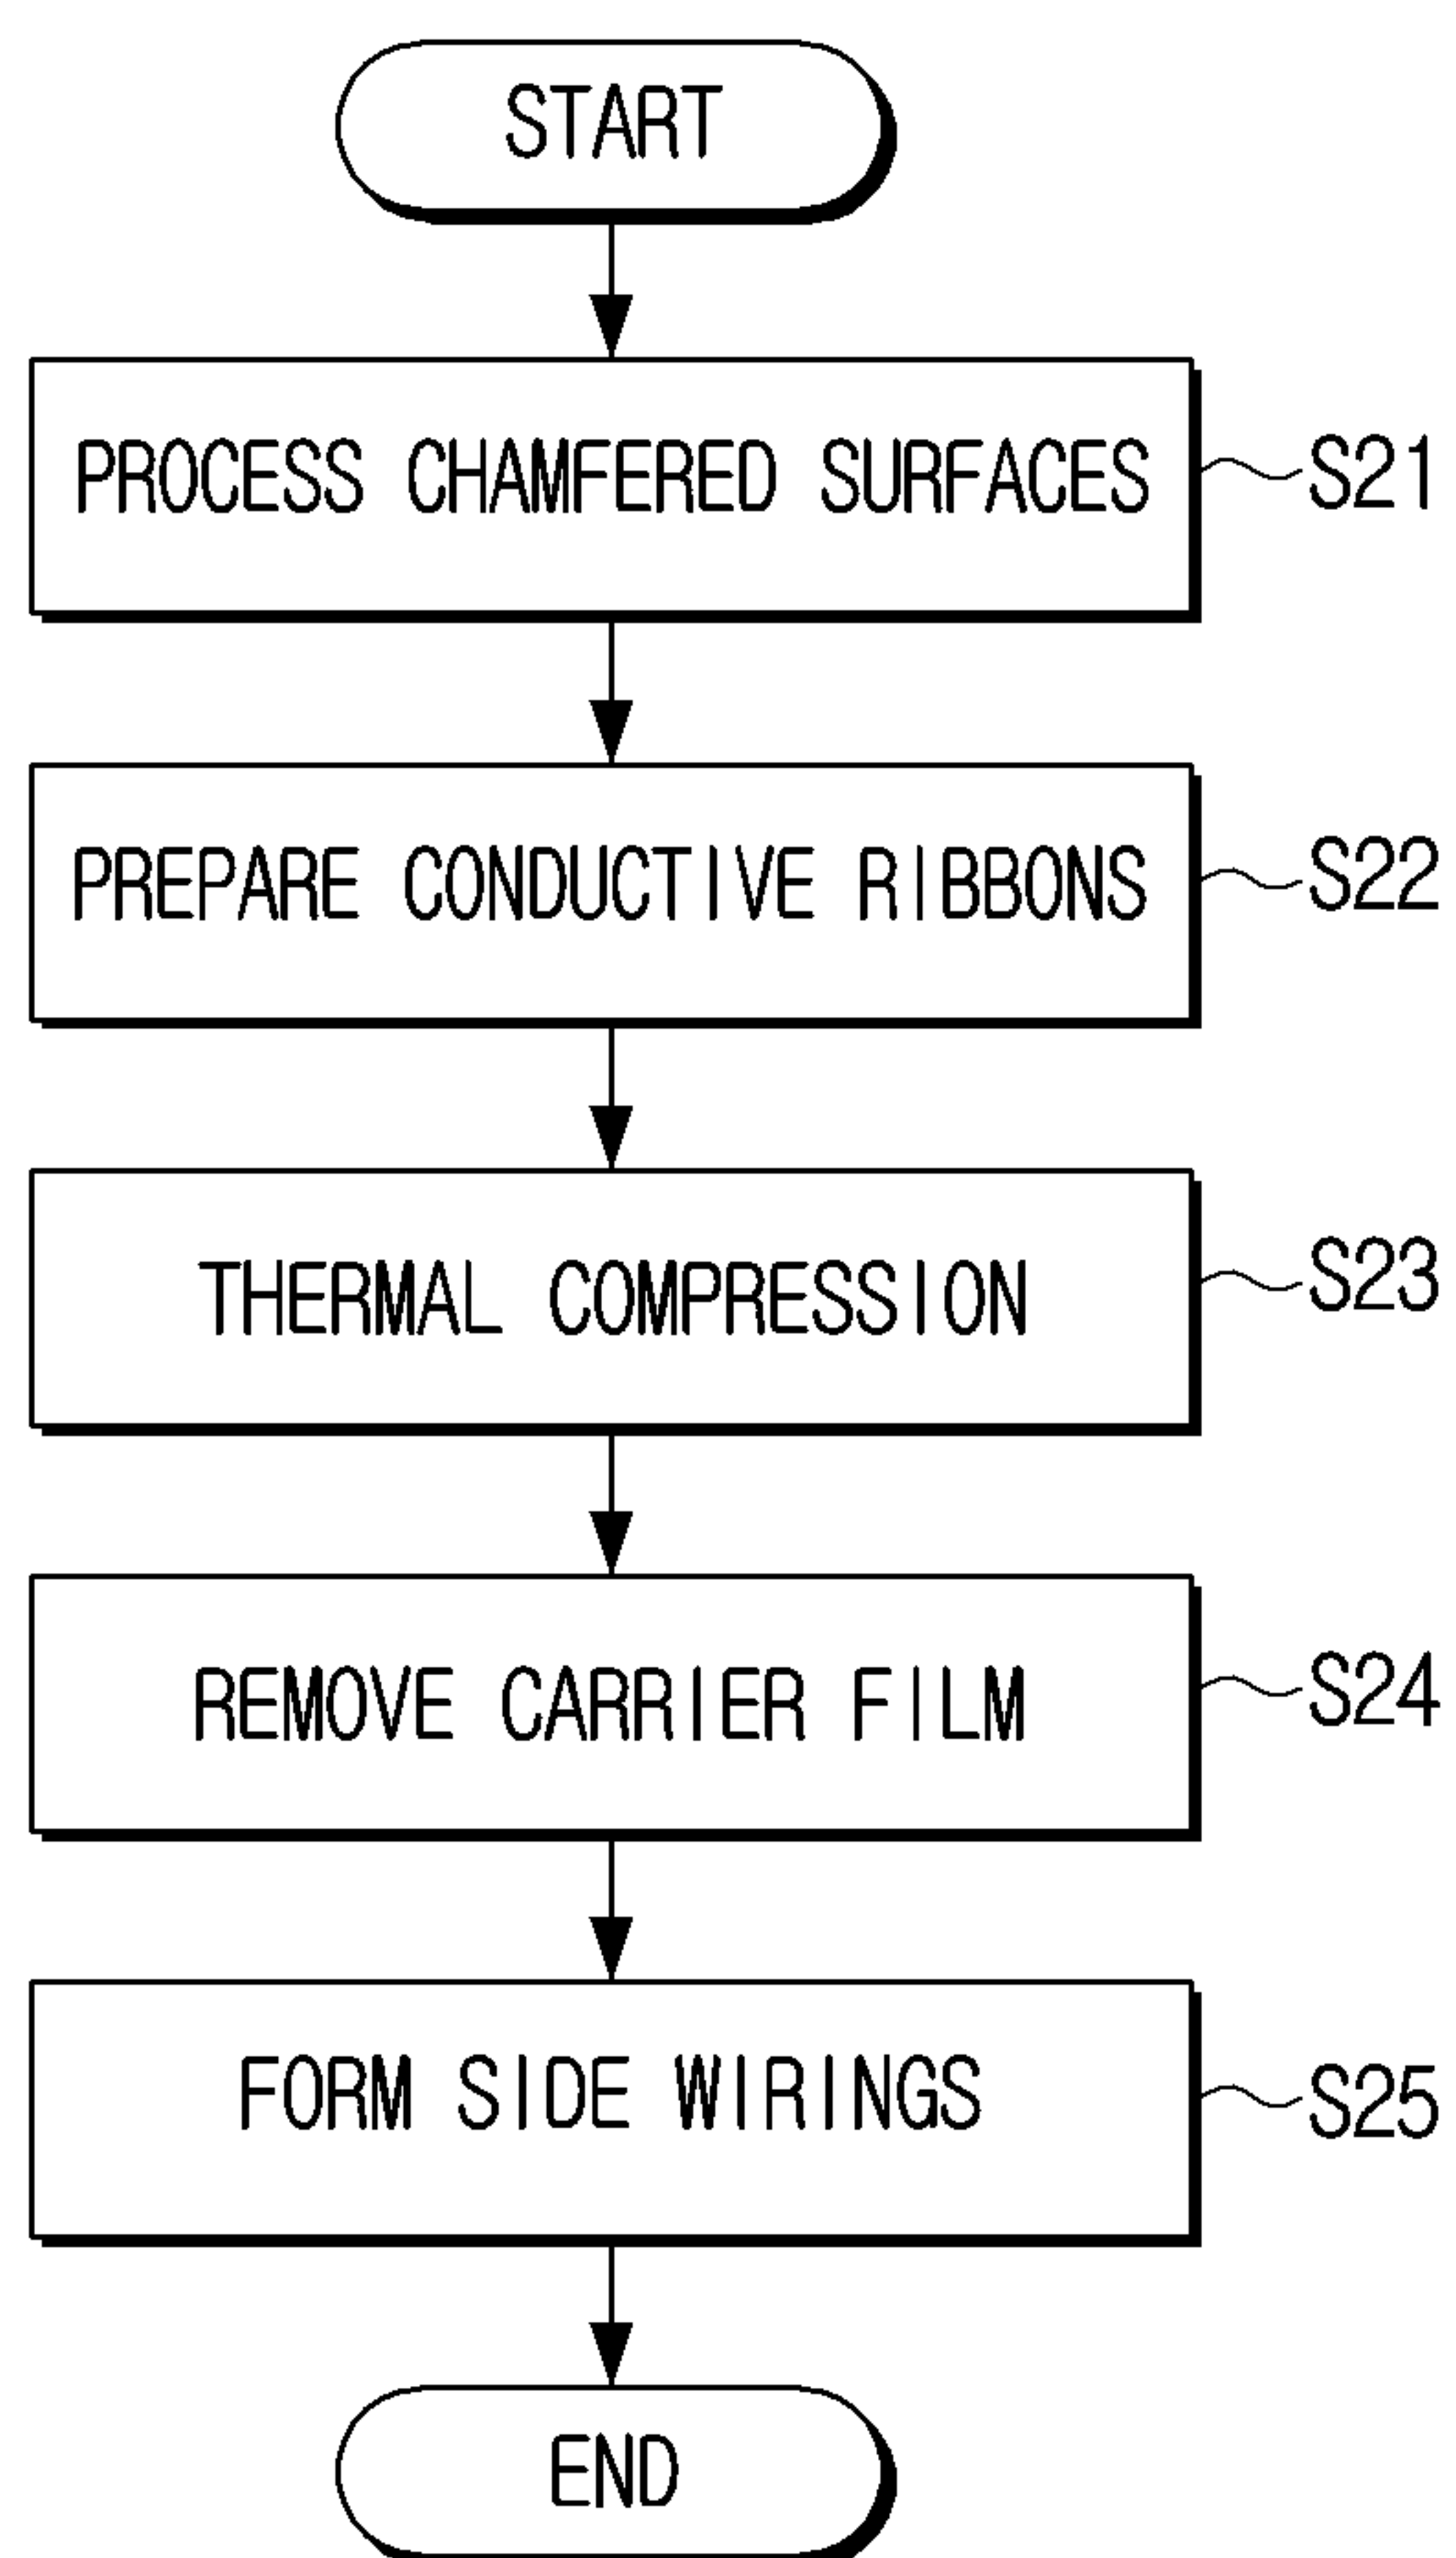 START
PROCESS CHAMFERED SURFACES S21
PREPARE CONDUCTIVE RIBBONS S22
THERMAL COMPRESSION S23
REMOVE CARRIER FILM S24
FORM SIDE WIRINGS S25
END